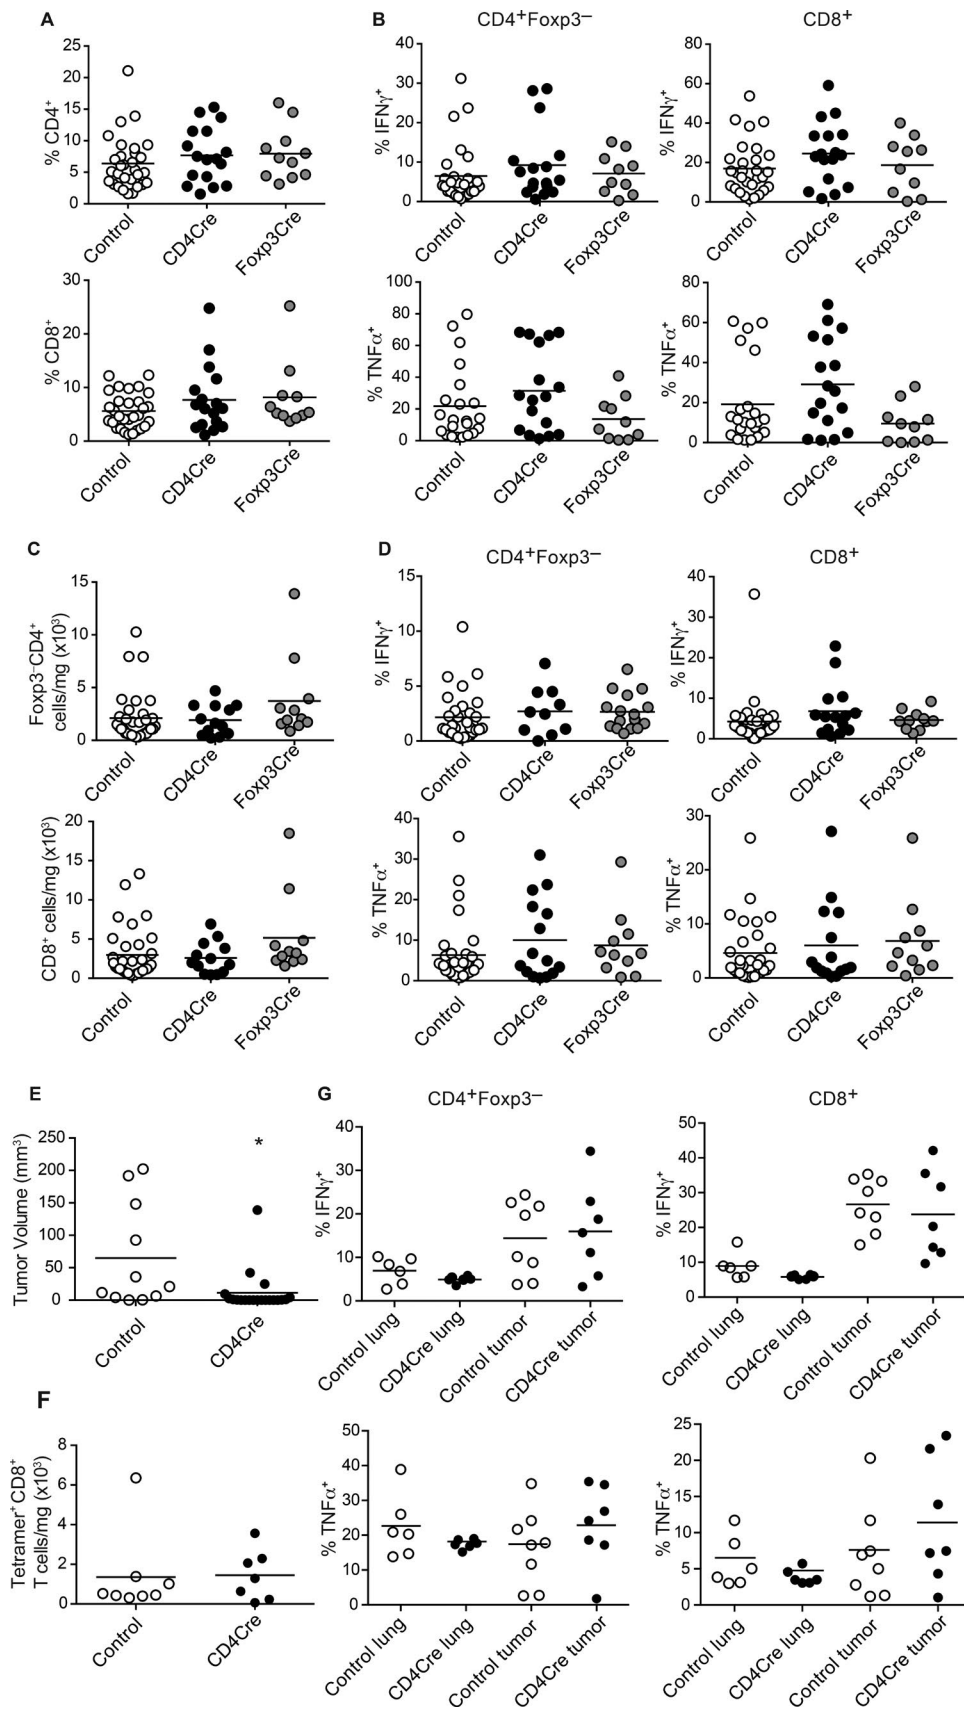 A
25
20
15
10
5
0
% CD4+
Control
CD4Cre
Foxp3Cre
30
20
10
0
% CD8+
Control
CD4Cre
Foxp3Cre
B
CD4+Foxp3–
CD8+
40
30
20
10
0
% IFNγ+
Control
CD4Cre
Foxp3Cre
80
60
40
20
0
% IFNγ+
Control
CD4Cre
Foxp3Cre
100
80
60
40
20
0
% TNFα+
Control
CD4Cre
Foxp3Cre
80
60
40
20
0
% TNFα+
Control
CD4Cre
Foxp3Cre
C
15
10
5
0
Foxp3–CD4+
cells/mg (x10³)
Control
CD4Cre
Foxp3Cre
20
15
10
5
0
CD8+ cells/mg (x10³)
Control
CD4Cre
Foxp3Cre
D
CD4+Foxp3–
CD8+
15
10
5
0
% IFNγ+
Control
CD4Cre
Foxp3Cre
40
30
20
10
0
% IFNγ+
Control
CD4Cre
Foxp3Cre
40
30
20
10
0
% TNFα+
Control
CD4Cre
Foxp3Cre
30
20
10
0
% TNFα+
Control
CD4Cre
Foxp3Cre
E
250
200
150
100
50
0
Tumor Volume (mm³)
*
Control
CD4Cre
F
8
6
4
2
0
Tetramer+CD8+
T cells/mg (x10³)
Control
CD4Cre
G
CD4+Foxp3–
CD8+
40
30
20
10
0
% IFNγ+
Control lung
CD4Cre lung
Control tumor
CD4Cre tumor
50
40
30
20
10
0
% IFNγ+
Control lung
CD4Cre lung
Control tumor
CD4Cre tumor
50
40
30
20
10
0
% TNFα+
Control lung
CD4Cre lung
Control tumor
CD4Cre tumor
25
20
15
10
5
0
% TNFα+
Control lung
CD4Cre lung
Control tumor
CD4Cre tumor